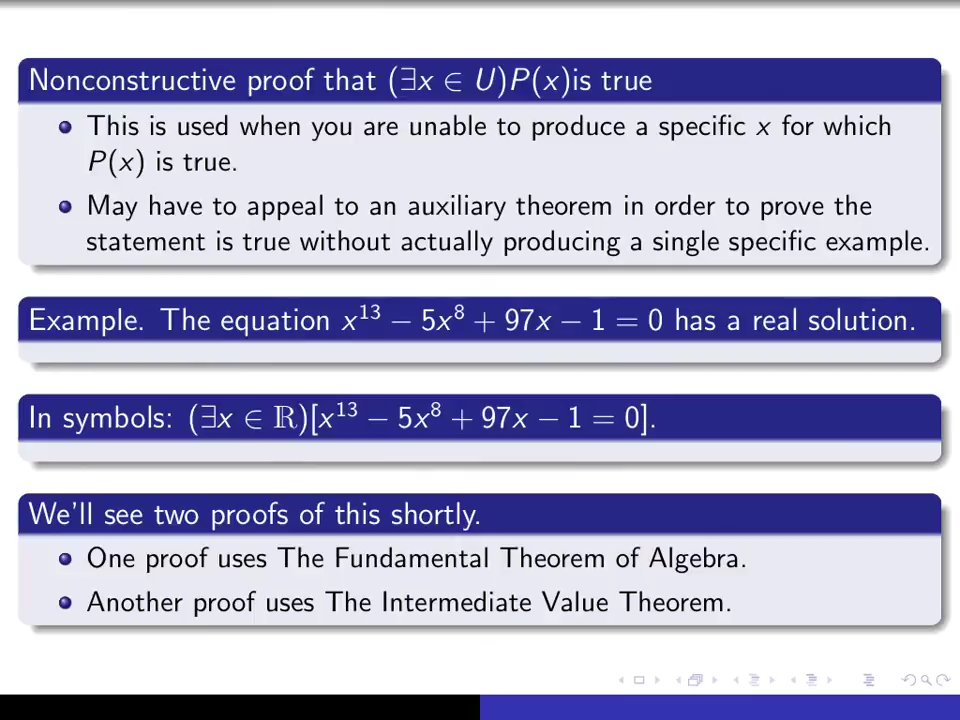 Nonconstructive proof that (∃x ∈ U)P(x)is true
This is used when you are unable to produce a specific x for which
P(x) is true.
May have to appeal to an auxiliary theorem in order to prove the
statement is true without actually producing a single specific example.
Example. The equation x¹³ − 5x⁸ + 97x − 1 = 0 has a real solution.
In symbols: (∃x ∈ ℝ)[x¹³ − 5x⁸ + 97x − 1 = 0].
We'll see two proofs of this shortly.
One proof uses The Fundamental Theorem of Algebra.
Another proof uses The Intermediate Value Theorem.